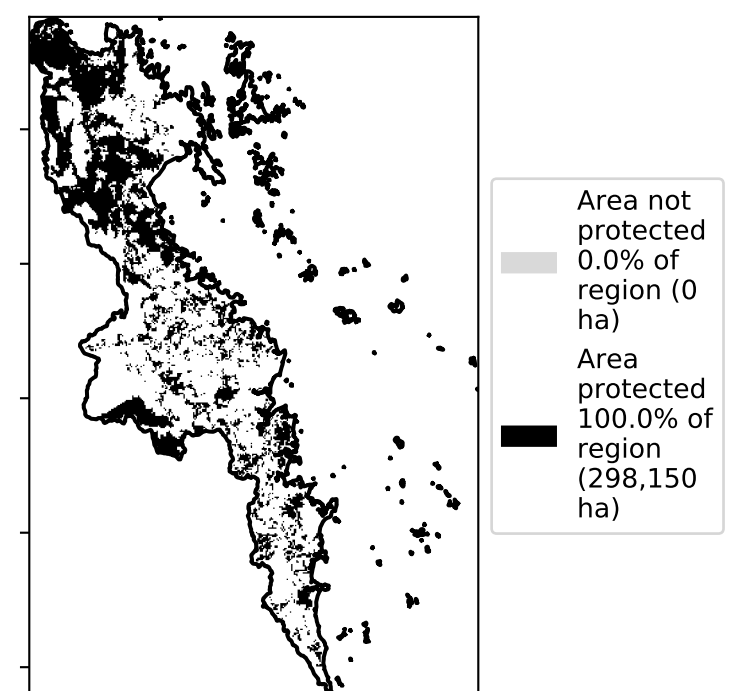 Area not
protected
0.0% of
region (0
ha)
Area
protected
100.0% of
region
(298,150
ha)